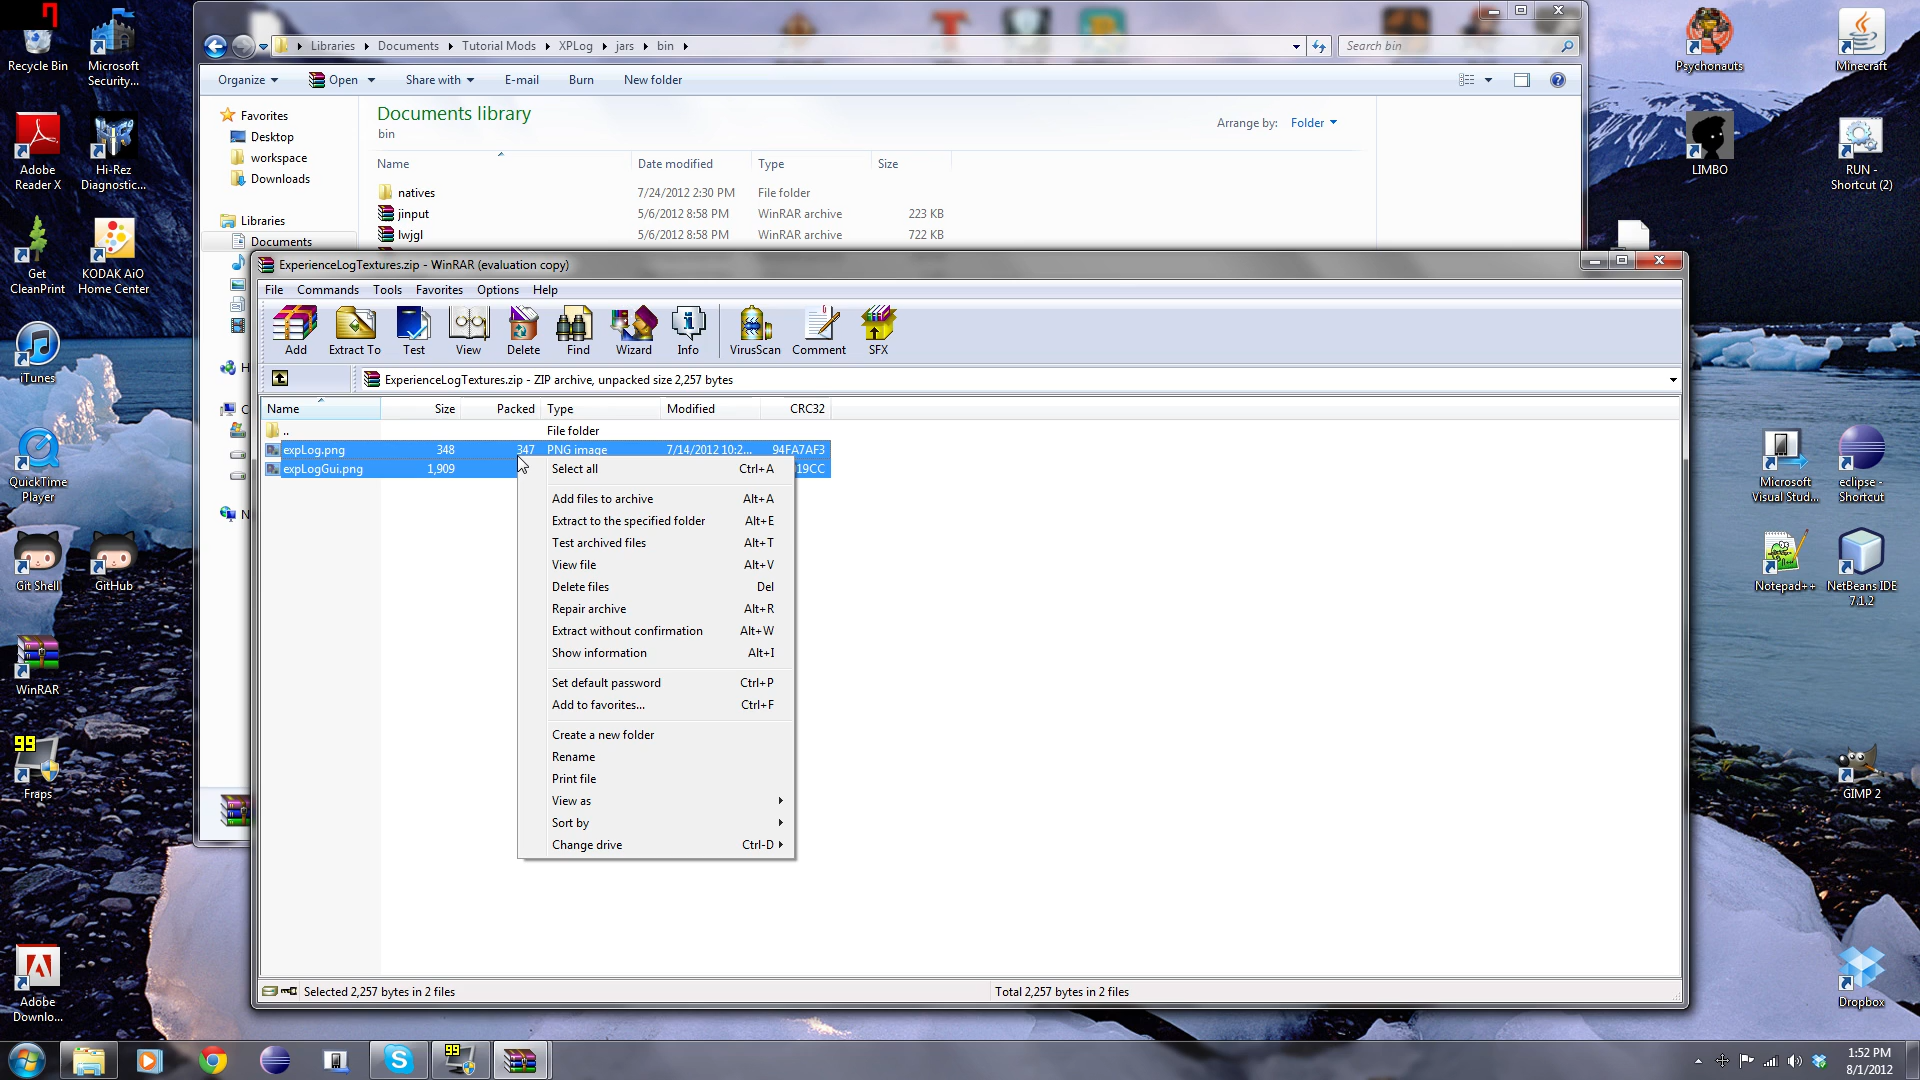 Recycle Bin
Microsoft Security...
Adobe Reader X
Hi-Rez Diagnostic...
Get CleanPrint
KODAK AiO Home Center
iTunes
QuickTime Player
Git Shell
GitHub
WinRAR
99
Fraps
Adobe Downlo...
Libraries
Documents
Tutorial Mods
XPLog
jars
bin
Search bin
Organize
Open
Share with
E-mail
Burn
New folder
Favorites
Desktop
workspace
Downloads
Libraries
Documents
Documents library
bin
Arrange by: Folder
Name Date modified Type Size
natives 7/24/2012 2:30 PM File folder
jinput 5/6/2012 8:58 PM WinRAR archive 223 KB
lwjgl 5/6/2012 8:58 PM WinRAR archive 722 KB
ExperienceLogTextures.zip - WinRAR (evaluation copy)
File Commands Tools Favorites Options Help
Add
Extract To
Test
View
Delete
Find
Wizard
Info
VirusScan
Comment
SFX
ExperienceLogTextures.zip - ZIP archive, unpacked size 2,257 bytes
Name Size Packed Type Modified CRC32
.. File folder
expLog.png 348 347 PNG image 7/14/2012 10:2... 94FA7AF3
expLogGui.png 1,909 19CC
Select all Ctrl+A
Add files to archive Alt+A
Extract to the specified folder Alt+E
Test archived files Alt+T
View file Alt+V
Delete files Del
Repair archive Alt+R
Extract without confirmation Alt+W
Show information Alt+I
Set default password Ctrl+P
Add to favorites... Ctrl+F
Create a new folder
Rename
Print file
View as
Sort by
Change drive Ctrl-D
Selected 2,257 bytes in 2 files
Total 2,257 bytes in 2 files
Psychonauts
Minecraft
LIMBO
RUN - Shortcut (2)
Microsoft Visual Stud...
eclipse - Shortcut
Notepad++
NetBeans IDE 7.1.2
GIMP 2
Dropbox
99
1:52 PM
8/1/2012